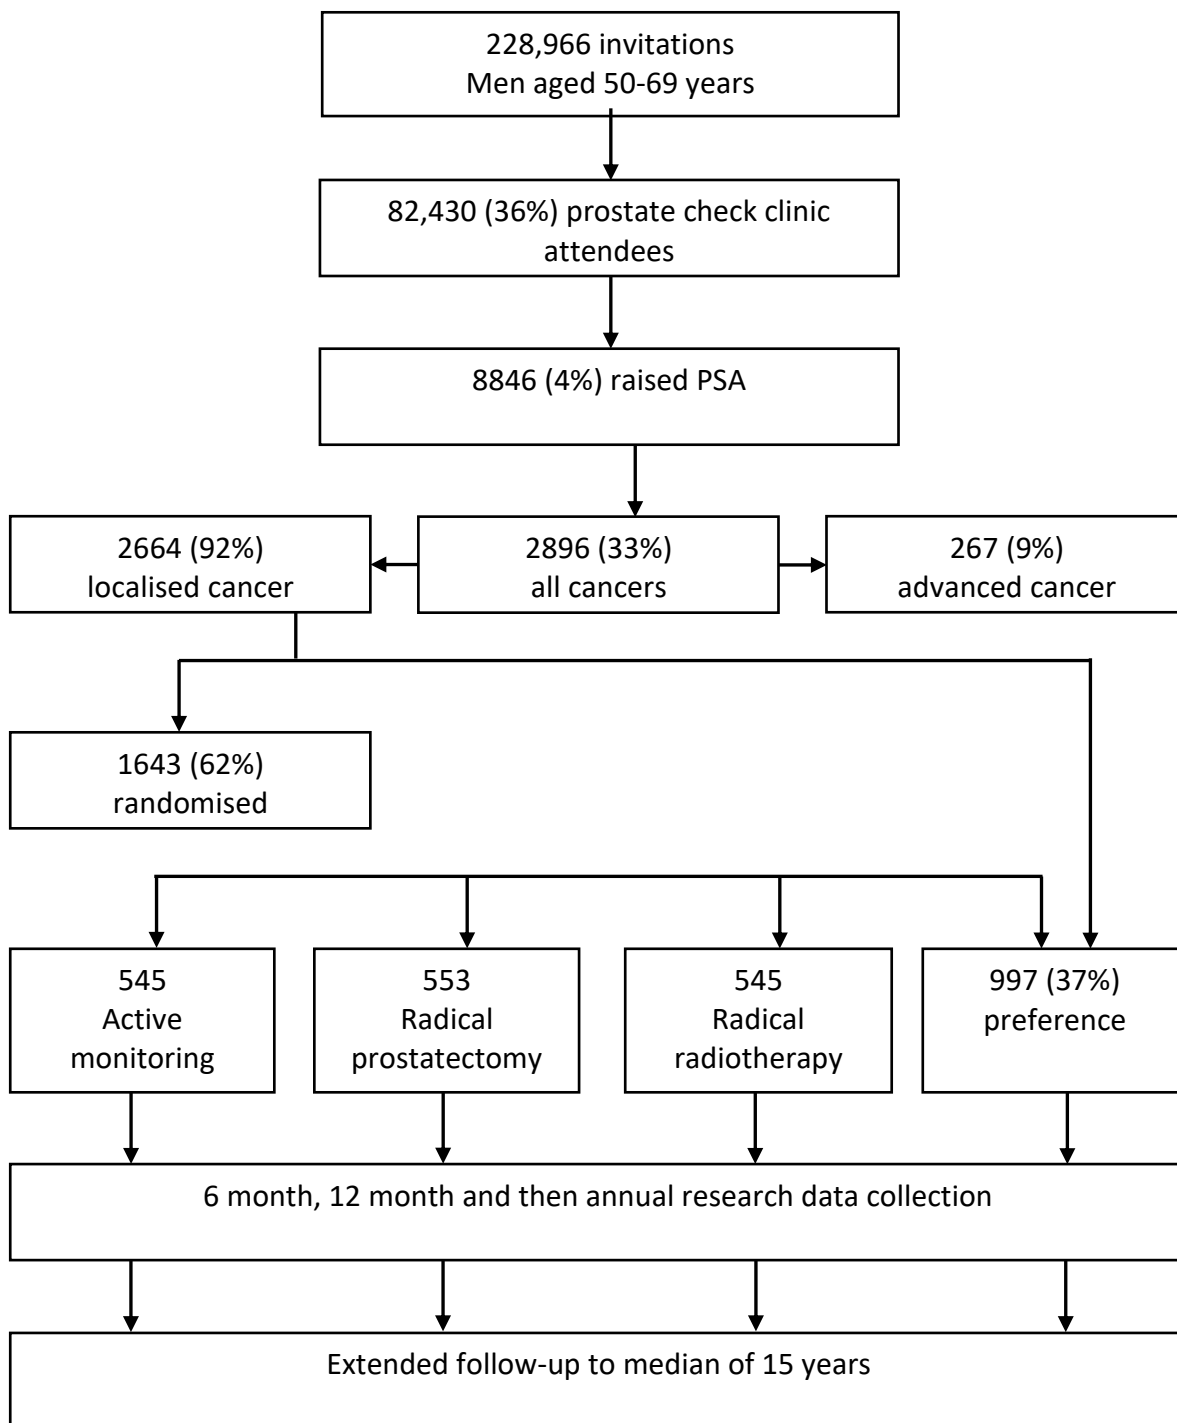 228,966 invitations
Men aged 50-69 years
82,430 (36%) prostate check clinic
attendees
8846 (4%) raised PSA
2664 (92%)
localised cancer
2896 (33%)
all cancers
267 (9%)
advanced cancer
1643 (62%)
randomised
545
Active
monitoring
553
Radical
prostatectomy
545
Radical
radiotherapy
997 (37%)
preference
6 month, 12 month and then annual research data collection
Extended follow-up to median of 15 years